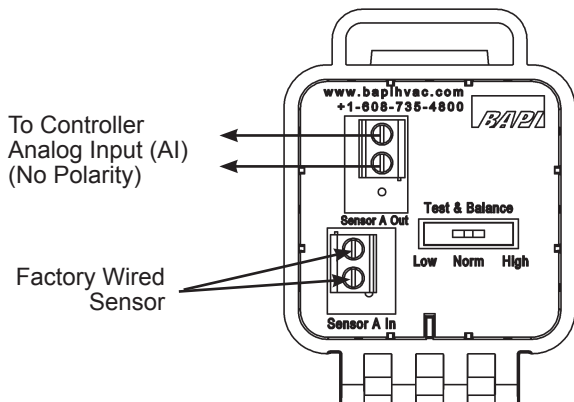 www.bapihvac.com
+1-608-735-4800
BAPI
To Controller
Analog Input (AI)
(No Polarity)
Sensor A Out
Test & Balance
Low Norm High
Factory Wired
Sensor
Sensor A In